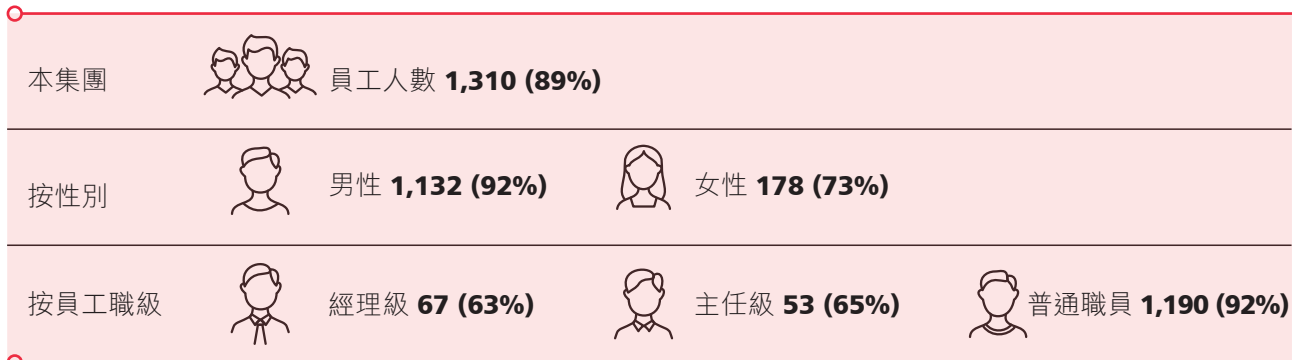 本集團 員工人數 1,310 (89%)
按性別 男性 1,132 (92%) 女性 178 (73%)
按員工職級 經理級 67 (63%) 主任級 53 (65%) 普通職員 1,190 (92%)